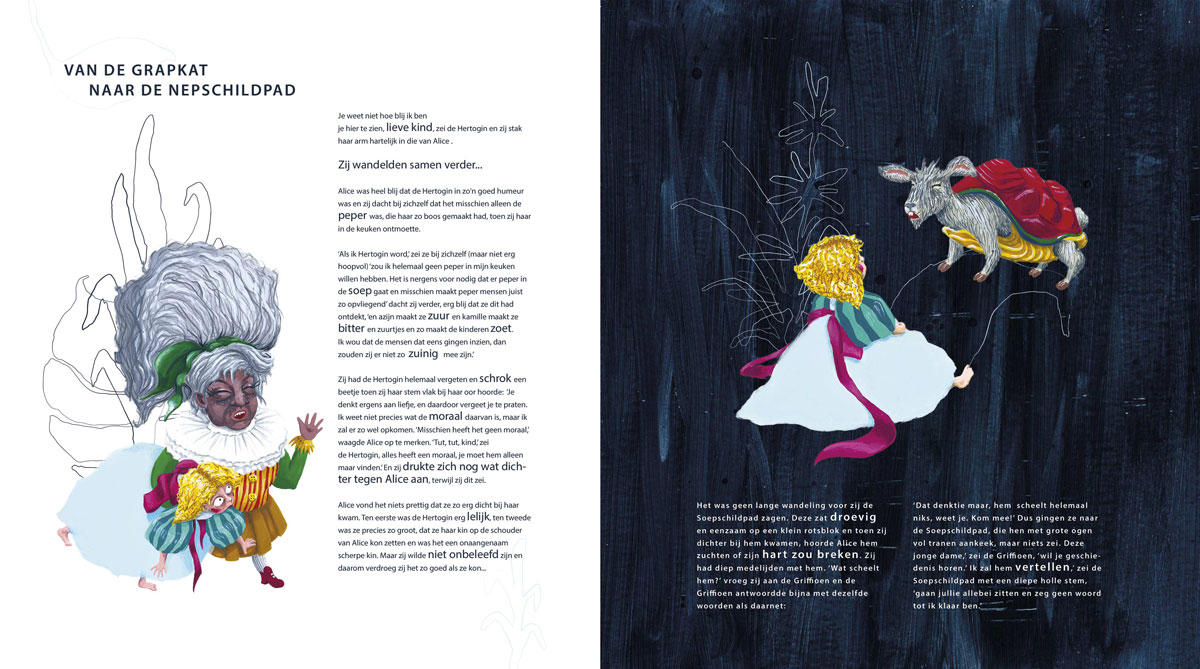 VAN DE GRAPKAT
NAAR DE NEPSCHILDPAD
Je weet niet hoe blij ik ben
je hier te zien, lieve kind, zei de Hertogin en zij stak
haar arm hartelijk in die van Alice .
Zij wandelden samen verder...
Alice was heel blij dat de Hertogin in zo'n goed humeur
was en zij dacht bij zichzelf dat het misschien alleen de
peper was, die haar zo boos gemaakt had, toen zij haar
in de keuken ontmoette.
'Als ik Hertogin word,' zei ze bij zichzelf (maar niet erg
hoopvol) 'zou ik helemaal geen peper in mijn keuken
willen hebben. Het is nergens voor nodig dat er peper in
de soep gaat en misschien maakt peper mensen juist
zo opvliegend' dacht zij verder, erg blij dat ze dit had
ontdekt, 'en azijn maakt ze zuur en kamille maakt ze
bitter en zuurtjes en zo maakt de kinderen zoet.
Ik wou dat de mensen dat eens gingen inzien, dan
zouden zij er niet zo zuinig mee zijn.'
Zij had de Hertogin helemaal vergeten en schrok een
beetje toen zij haar stem vlak bij haar oor hoorde: 'Je
denkt ergens aan liefje, en daardoor vergeet je te praten.
Ik weet niet precies wat de moraal daarvan is, maar ik
zal er zo wel opkomen. 'Misschien heeft het geen moraal,'
waagde Alice op te merken. 'Tut, tut, kind,' zei
de Hertogin, alles heeft een moraal, je moet hem alleen
maar vinden.' En zij drukte zich nog wat dich-
ter tegen Alice aan, terwijl zij dit zei.
Alice vond het niets prettig dat ze zo erg dicht bij haar
kwam. Ten eerste was de Hertogin erg lelijk, ten tweede
was ze precies zo groot, dat ze haar kin op de schouder
van Alice kon zetten en was het een onaangenaam
scherpe kin. Maar zij wilde niet onbeleefd zijn en
daarom verdroeg zij het zo goed als ze kon...
Het was geen lange wandeling voor zij de
Soepschildpad zagen. Deze zat droevig
en eenzaam op een klein rotsblok en toen zij
dichter bij hem kwamen, hoorde Alice hem
zuchten of zijn hart zou breken. Zij
had diep medelijden met hem. 'Wat scheelt
hem?' vroeg zij aan de Griffioen en de
Griffioen antwoordde bijna met dezelfde
woorden als daarnet:
'Dat denktie maar, hem scheelt helemaal
niks, weet je. Kom mee!' Dus gingen ze naar
de Soepschildpad, die hen met grote ogen
vol tranen aankeek, maar niets zei. Deze
jonge dame,' zei de Griffioen, 'wil je geschie-
denis horen.' Ik zal hem vertellen,' zei de
Soepschildpad met een diepe holle stem,
'gaan jullie allebei zitten en zeg geen woord
tot ik klaar ben.'